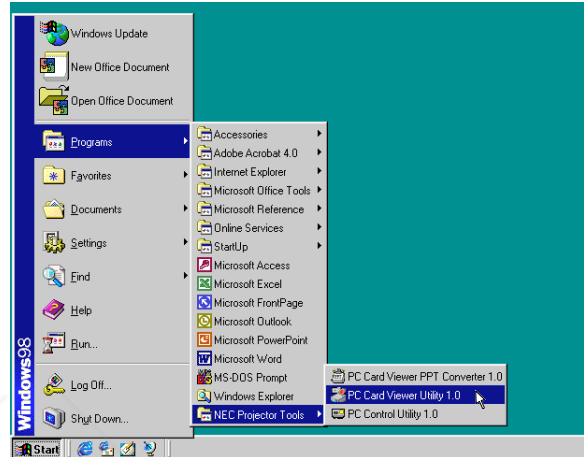 Windows Update
New Office Document
Open Office Document
Programs
Favorites
Documents
Settings
Find
Help
Run...
Log Off...
Shut Down...
Windows98
Accessories
Adobe Acrobat 4.0
Internet Explorer
Microsoft Office Tools
Microsoft Reference
Online Services
StartUp
Microsoft Access
Microsoft Excel
Microsoft FrontPage
Microsoft Outlook
Microsoft PowerPoint
Microsoft Word
MS-DOS Prompt
Windows Explorer
NEC Projector Tools
PC Card Viewer PPT Converter 1.0
PC Card Viewer Utility 1.0
PC Control Utility 1.0
Start